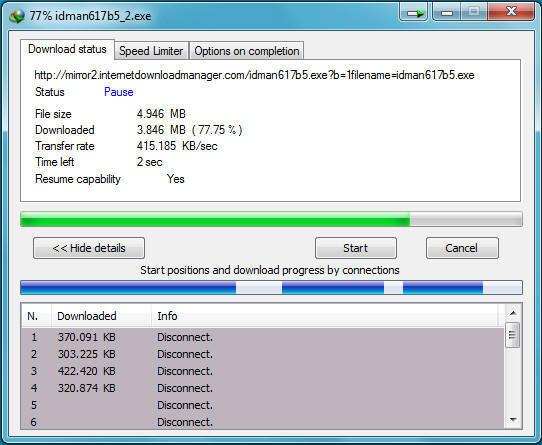 77% idman617b5_2.exe
Download status Speed Limiter Options on completion
http://mirror2.internetdownloadmanager.com/idman617b5.exe?b=1filename=idman617b5.exe
Status Pause
File size 4.946 MB
Downloaded 3.846 MB ( 77.75 % )
Transfer rate 415.185 KB/sec
Time left 2 sec
Resume capability Yes
<< Hide details Start Cancel
Start positions and download progress by connections
N. Downloaded Info
1 370.091 KB Disconnect.
2 303.225 KB Disconnect.
3 422.420 KB Disconnect.
4 320.874 KB Disconnect.
5 Disconnect.
6 Disconnect.